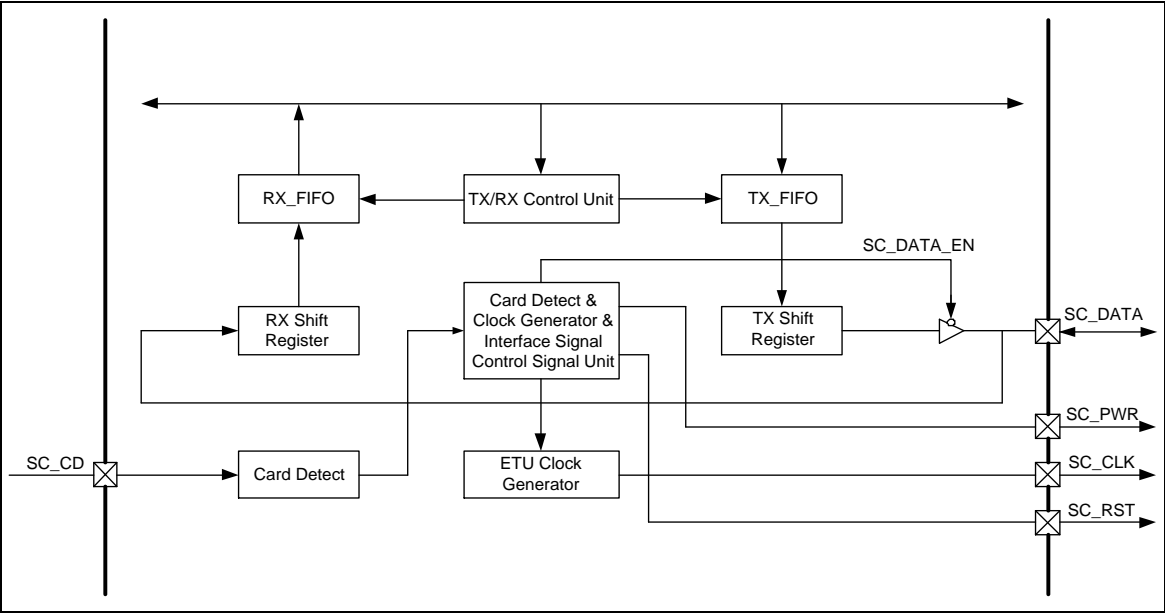 RX_FIFO
TX/RX Control Unit
TX_FIFO
SC_DATA_EN
RX Shift
Register
Card Detect &
Clock Generator &
Interface Signal
Control Signal Unit
TX Shift
Register
SC_DATA
SC_PWR
SC_CD
Card Detect
ETU Clock
Generator
SC_CLK
SC_RST